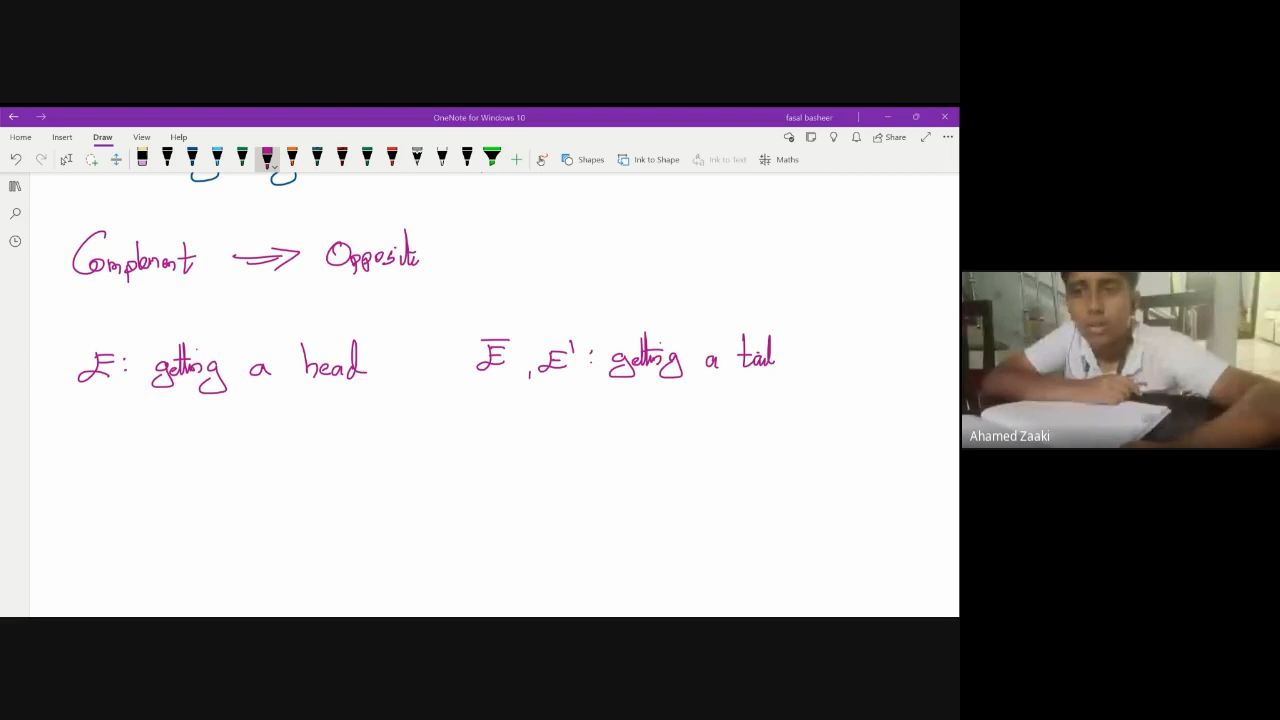 OneNote for Windows 10
fasal basheer
Home Insert Draw View Help
Share
Shapes Ink to Shape Ink to Text Maths
Complement ⇒ Opposite
E: getting a head
E̅, E': getting a tail
Ahamed Zaaki